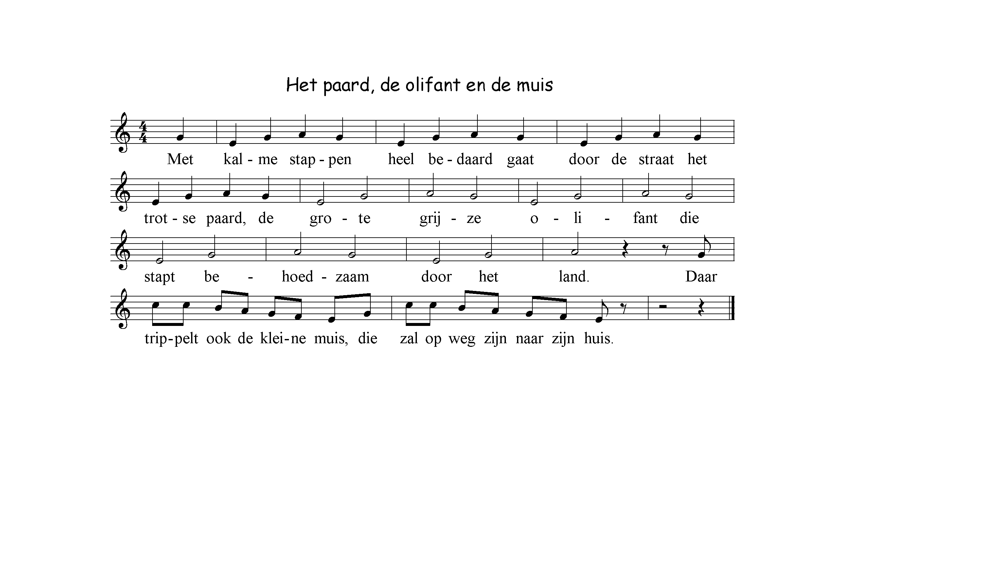 Het paard, de olifant en de muis
4
4
Met kal - me stap - pen heel be - daard gaat door de straat het
trot - se paard, de gro - te grij - ze o - li - fant die
stapt be - hoed - zaam door het land. Daar
trip-pelt ook de klei-ne muis, die zal op weg zijn naar zijn huis.